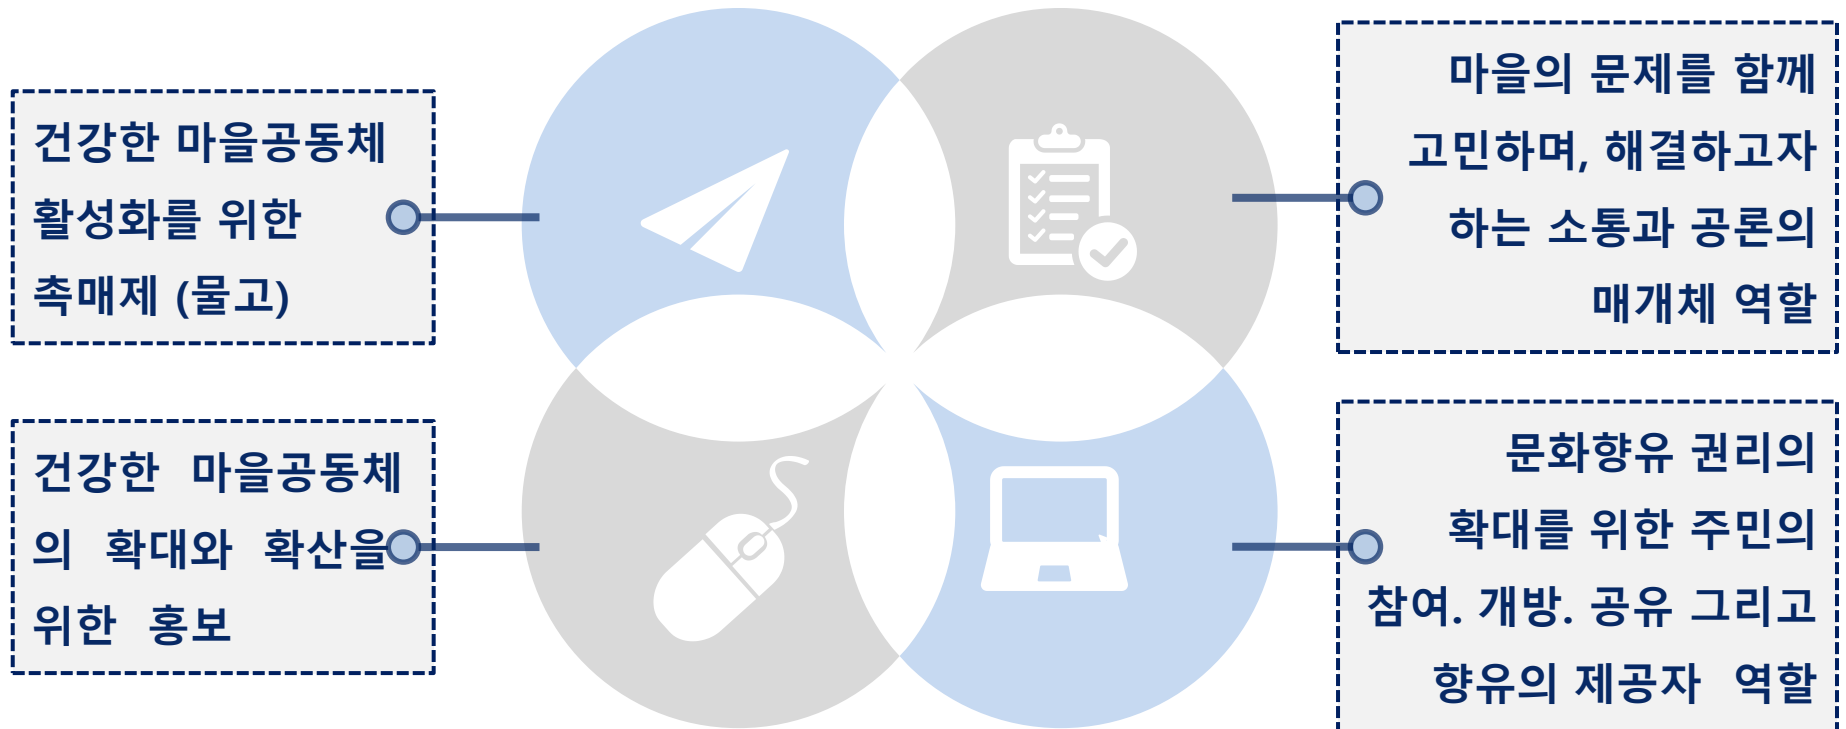 건강한 마을공동체
활성화를 위한
촉매제 (물고)
마을의 문제를 함께
고민하며, 해결하고자
하는 소통과 공론의
매개체 역할
건강한 마을공동체
의 확대와 확산을
위한 홍보
문화향유 권리의
확대를 위한 주민의
참여. 개방. 공유 그리고
향유의 제공자 역할